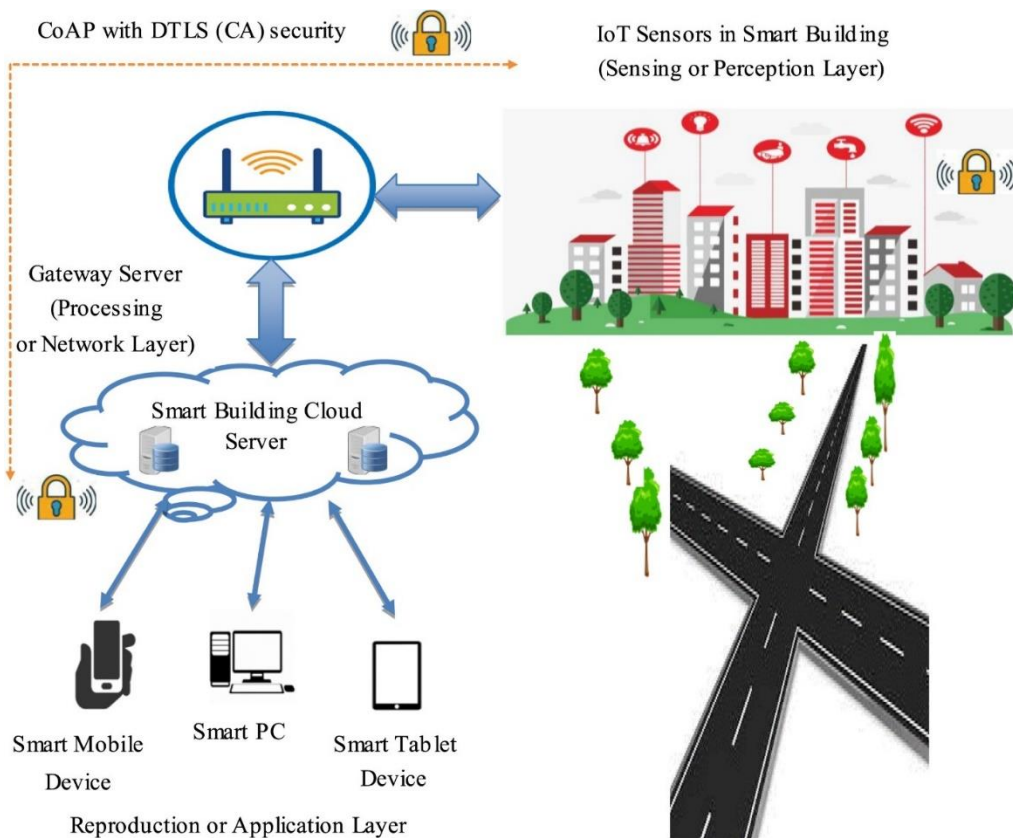 CoAP with DTLS (CA) security
IoT Sensors in Smart Building
(Sensing or Perception Layer)
Gateway Server
(Processing
or Network Layer)
Smart Building Cloud
Server
Smart Mobile
Device
Smart PC
Smart Tablet
Device
Reproduction or Application Layer